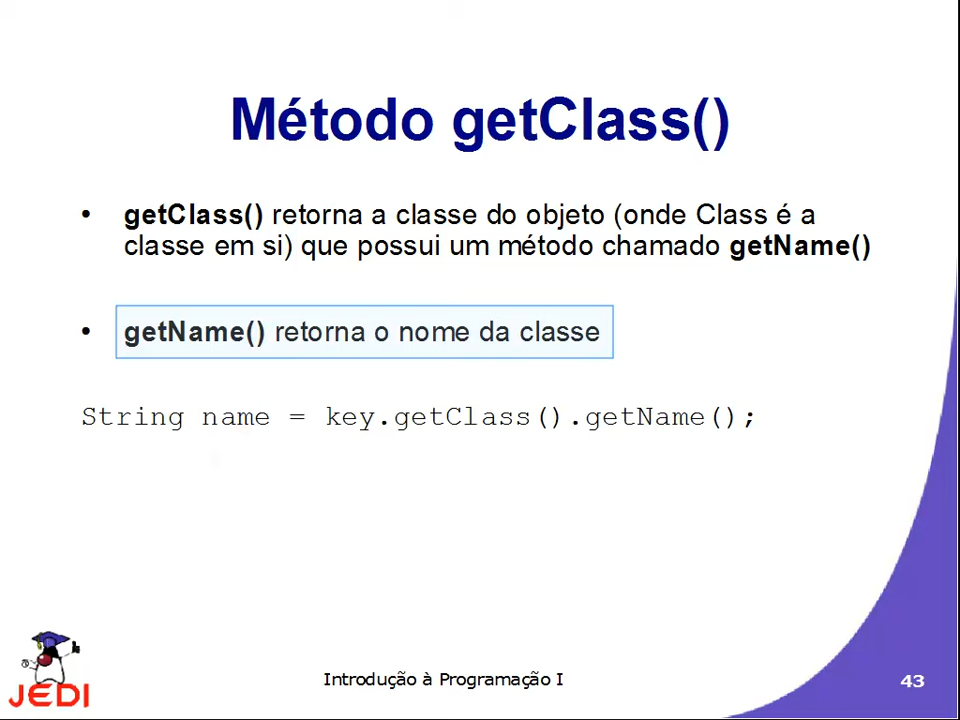 Método getClass()
• getClass() retorna a classe do objeto (onde Class é a
classe em si) que possui um método chamado getName()
• getName() retorna o nome da classe
String name = key.getClass().getName();
JEDI
Introdução à Programação I
43